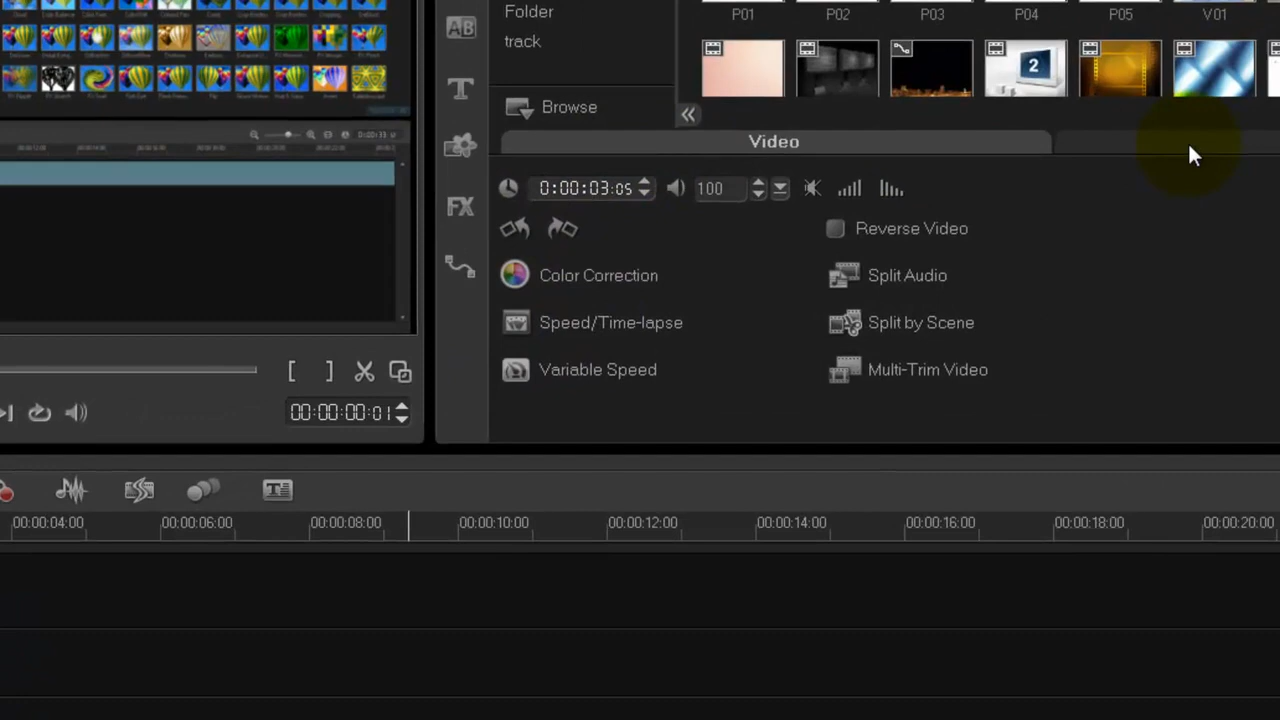 Folder
track
P01 P02 P03 P04 P05 V01
2
Browse
Video
0:00:03:05 100
Reverse Video
Color Correction Split Audio
Speed/Time-lapse Split by Scene
Variable Speed Multi-Trim Video
[ ]
00:00:00:01
AB
T
FX
00:00:04:00 00:00:06:00 00:00:08:00 00:00:10:00 00:00:12:00 00:00:14:00 00:00:16:00 00:00:18:00 00:00:20:00